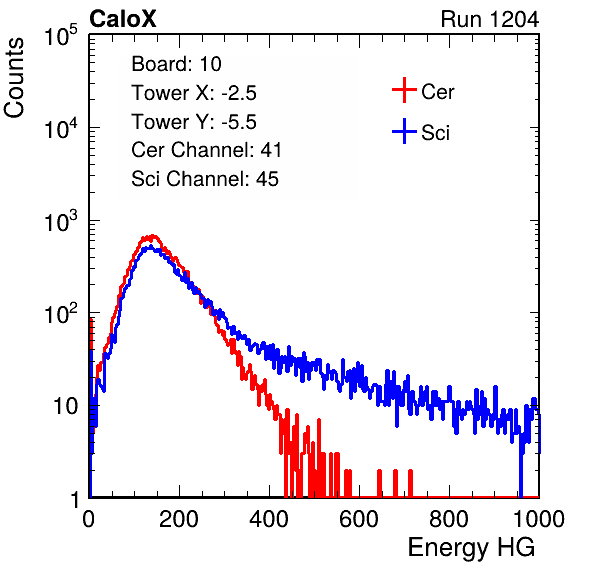 CaloX Run 1204
Counts
10^5
10^4
10^3
10^2
10
1
Board: 10
Tower X: -2.5
Tower Y: -5.5
Cer Channel: 41
Sci Channel: 45
Cer
Sci
0 200 400 600 800 1000
Energy HG